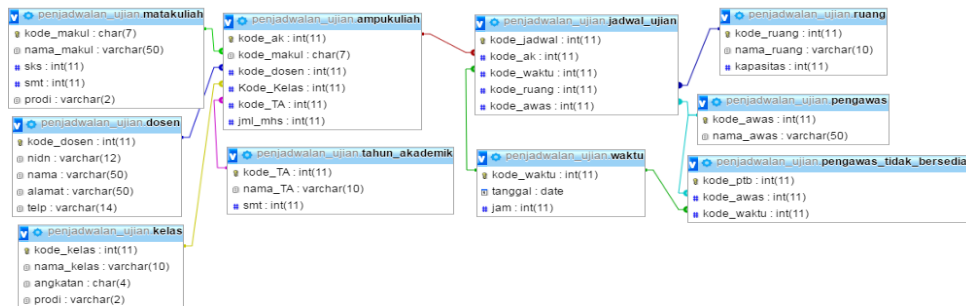 penjadwalan_ujian.matakuliah
kode_makul : char(7)
nama_makul : varchar(50)
sks : int(11)
smt : int(11)
prodi : varchar(2)
penjadwalan_ujian.dosen
kode_dosen : int(11)
nidn : varchar(12)
nama : varchar(50)
alamat : varchar(50)
telp : varchar(14)
penjadwalan_ujian.kelas
kode_kelas : int(11)
nama_kelas : varchar(10)
angkatan : char(4)
prodi : varchar(2)
penjadwalan_ujian.ampukuliah
kode_ak : int(11)
kode_makul : char(7)
kode_dosen : int(11)
Kode_Kelas : int(11)
kode_TA : int(11)
jml_mhs : int(11)
penjadwalan_ujian.tahun_akademik
kode_TA : int(11)
nama_TA : varchar(10)
smt : int(11)
penjadwalan_ujian.jadwal_ujian
kode_jadwal : int(11)
kode_ak : int(11)
kode_waktu : int(11)
kode_ruang : int(11)
kode_awas : int(11)
penjadwalan_ujian.waktu
kode_waktu : int(11)
tanggal : date
jam : int(11)
penjadwalan_ujian.ruang
kode_ruang : int(11)
nama_ruang : varchar(10)
kapasitas : int(11)
penjadwalan_ujian.pengawas
kode_awas : int(11)
nama_awas : varchar(50)
penjadwalan_ujian.pengawas_tidak_bersedia
kode_ptb : int(11)
kode_awas : int(11)
kode_waktu : int(11)